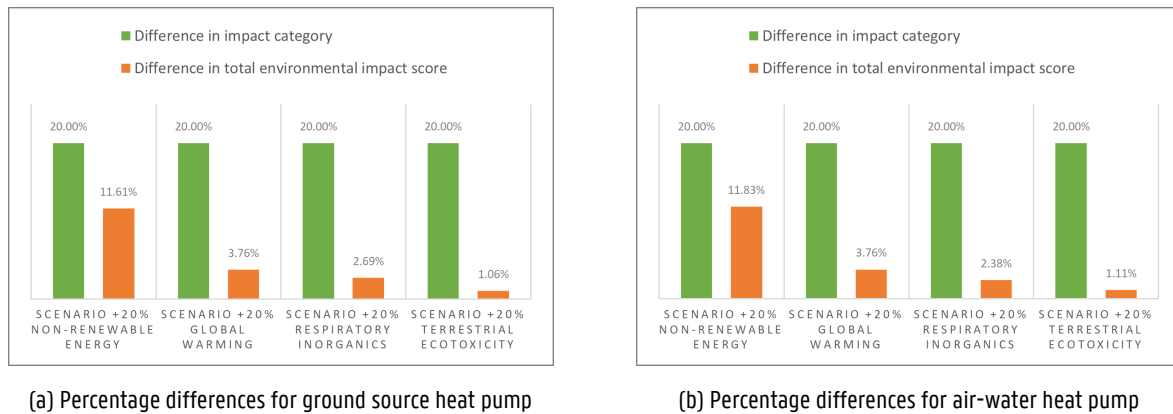 Difference in impact category
Difference in total environmental impact score
20.00%
20.00%
20.00%
20.00%
11.61%
3.76%
2.69%
1.06%
SCENARIO +20%
NON-RENEWABLE
ENERGY
SCENARIO +20%
GLOBAL
WARMING
SCENARIO +20%
RESPIRATORY
INORGANICS
SCENARIO +20%
TERRESTRIAL
ECOTOXICITY
(a) Percentage differences for ground source heat pump
Difference in impact category
Difference in total environmental impact score
20.00%
20.00%
20.00%
20.00%
11.83%
3.76%
2.38%
1.11%
SCENARIO +20%
NON-RENEWABLE
ENERGY
SCENARIO +20%
GLOBAL
WARMING
SCENARIO +20%
RESPIRATORY
INORGANICS
SCENARIO +20%
TERRESTRIAL
ECOTOXICITY
(b) Percentage differences for air-water heat pump